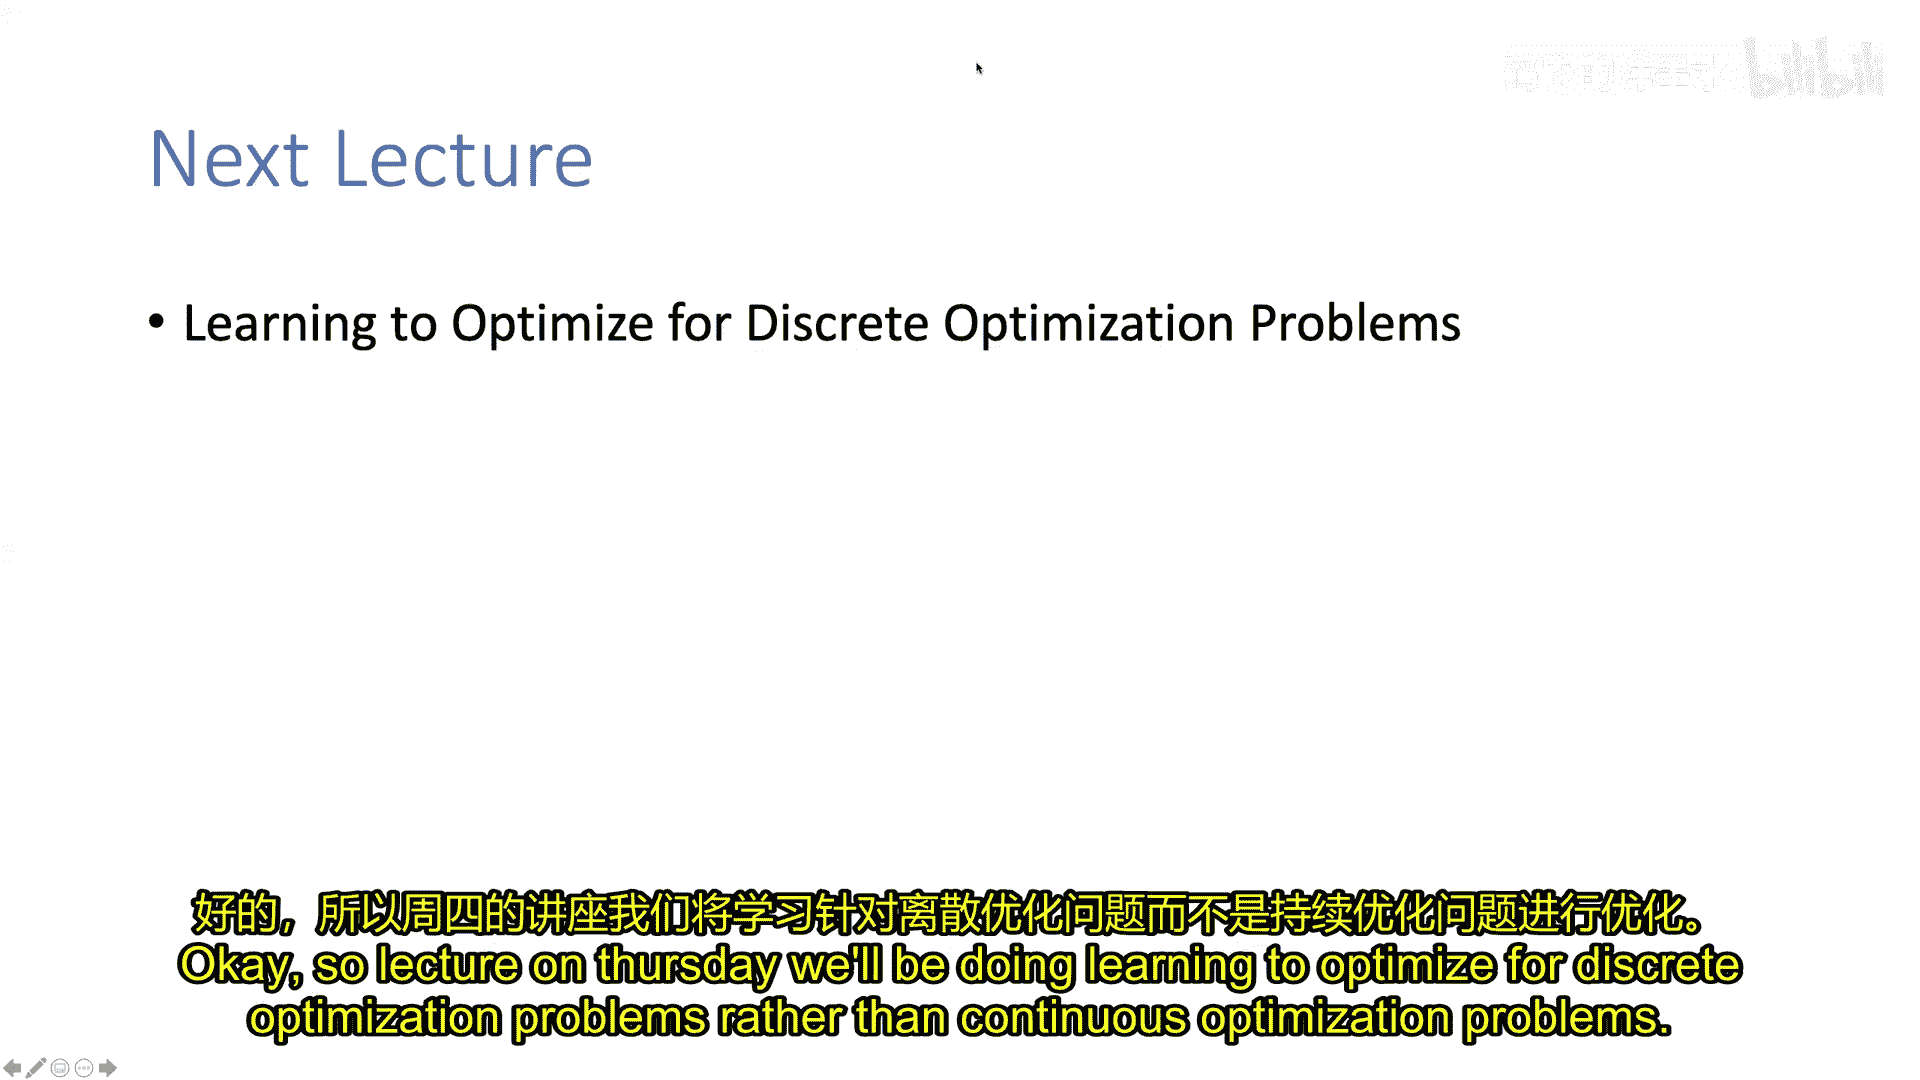 bilibili
Next Lecture
• Learning to Optimize for Discrete Optimization Problems
好的，所以周四的讲座我们将学习针对离散优化问题而不是持续优化问题进行优化。
Okay, so lecture on thursday we'll be doing learning to optimize for discrete
optimization problems rather than continuous optimization problems.